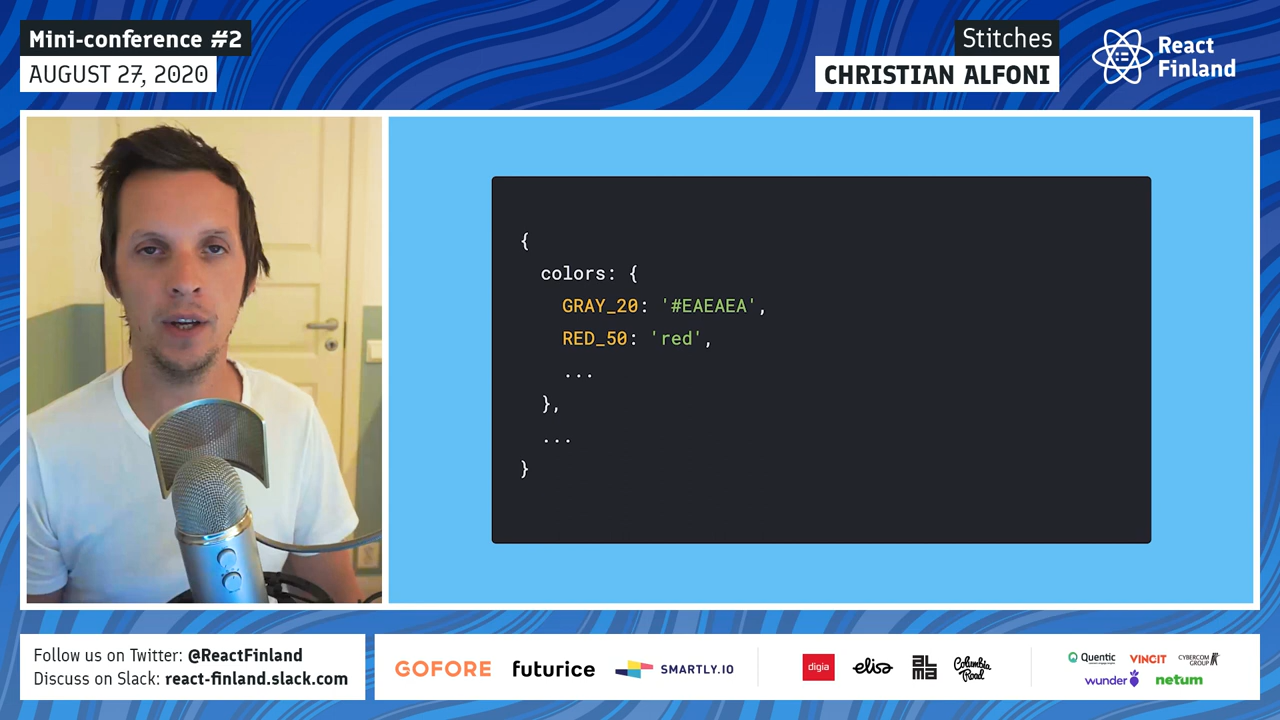 Mini-conference #2
AUGUST 27, 2020
Stitches
CHRISTIAN ALFONI
React
Finland
{
colors: {
GRAY_20: '#EAEAEA',
RED_50: 'red',
...
},
...
}
Follow us on Twitter: @ReactFinland
Discuss on Slack: react-finland.slack.com
GOFORE
futurice
SMARTLY.IO
digia
elisa
ALMA
Columbia
Road
Quentic
VINCIT
CYBERCOM
GROUP
wunder
netum